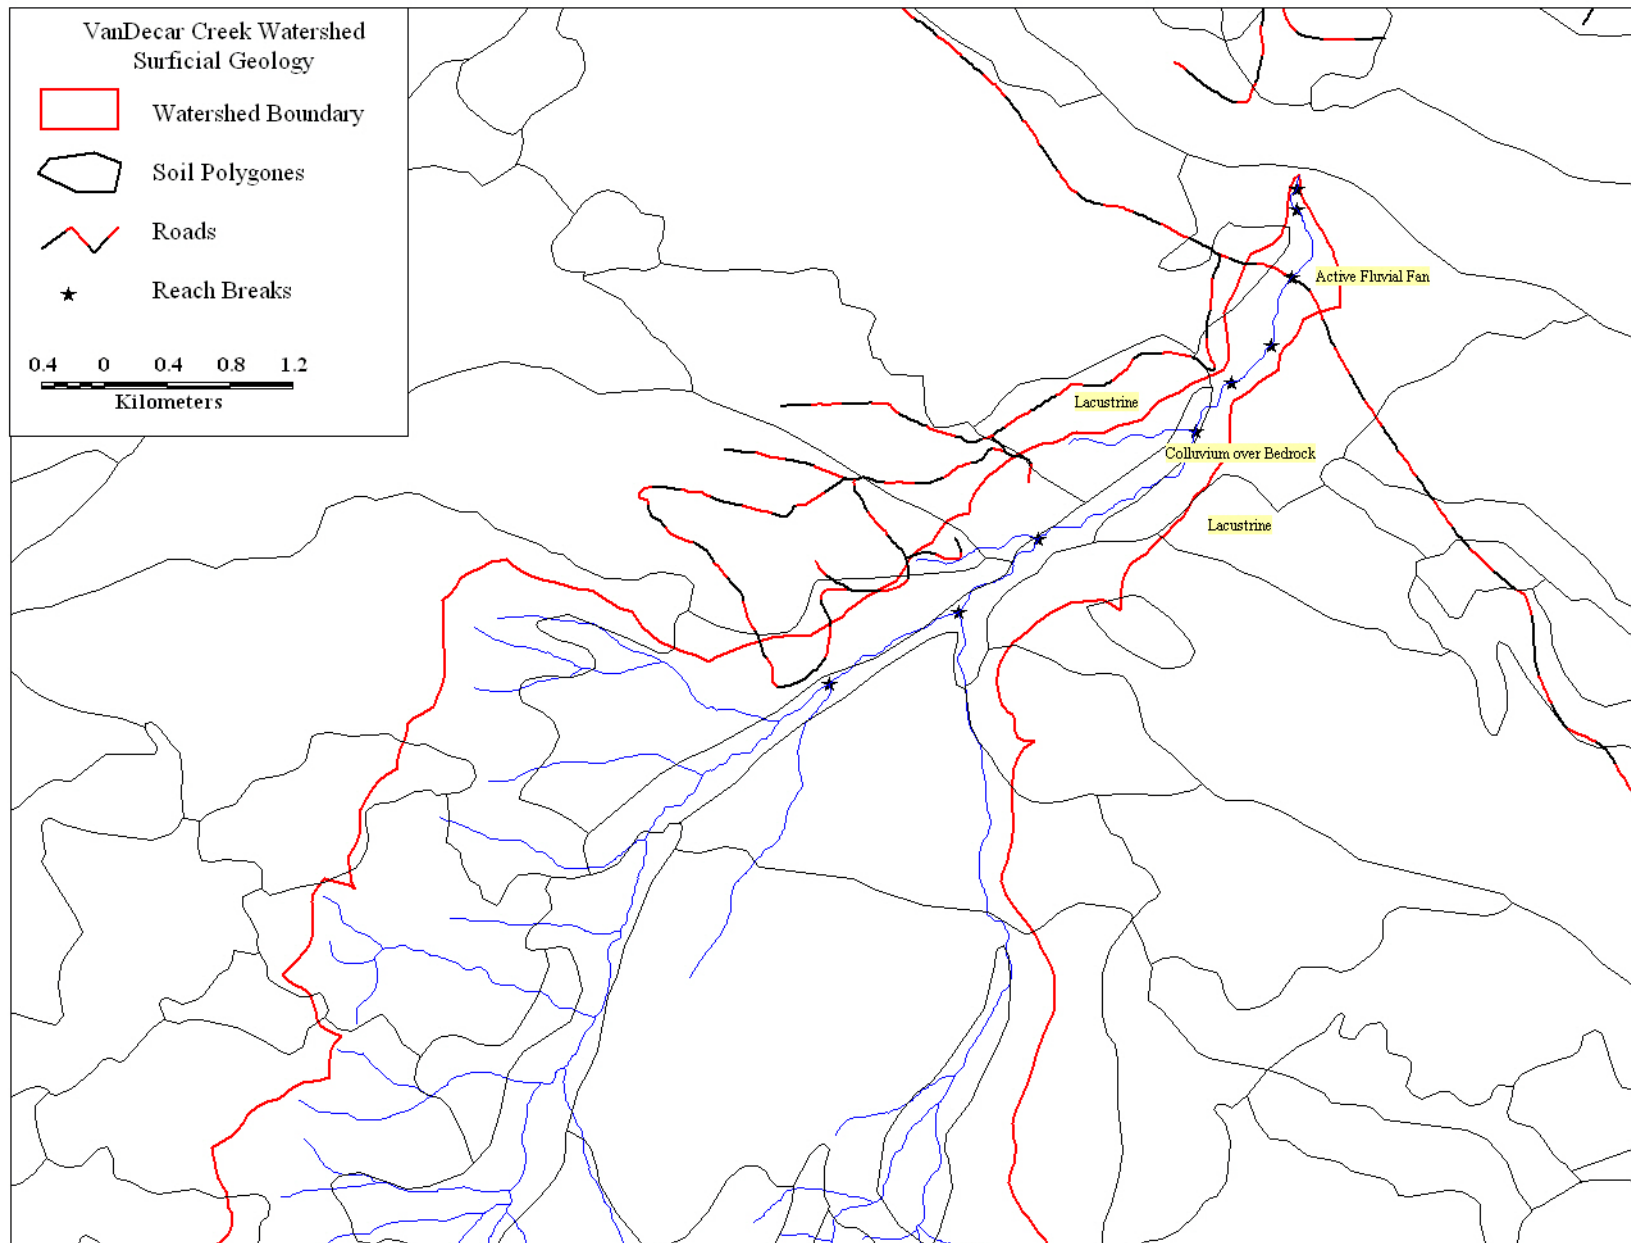 VanDecar Creek Watershed
Surficial Geology
Watershed Boundary
Soil Polygones
Roads
Reach Breaks
0.4 0 0.4 0.8 1.2
Kilometers
Active Fluvial Fan
Lacustrine
Colluvium over Bedrock
Lacustrine